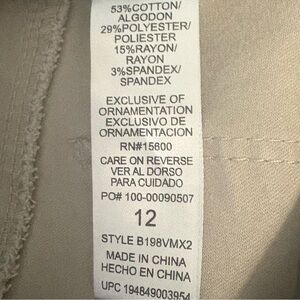 53%COTTON/
ALGODON
29%POLYESTER/
POLIESTER
15%RAYON/
RAYON
3%SPANDEX/
SPANDEX
EXCLUSIVE OF
ORNAMENTATION
EXCLUSIVO DE
ORNAMENTACION
RN#15600
CARE ON REVERSE
VER AL DORSO
PARA CUIDADO
PO# 100-00090507
12
STYLE B198VMX2
MADE IN CHINA
HECHO EN CHINA
UPC 194849003954